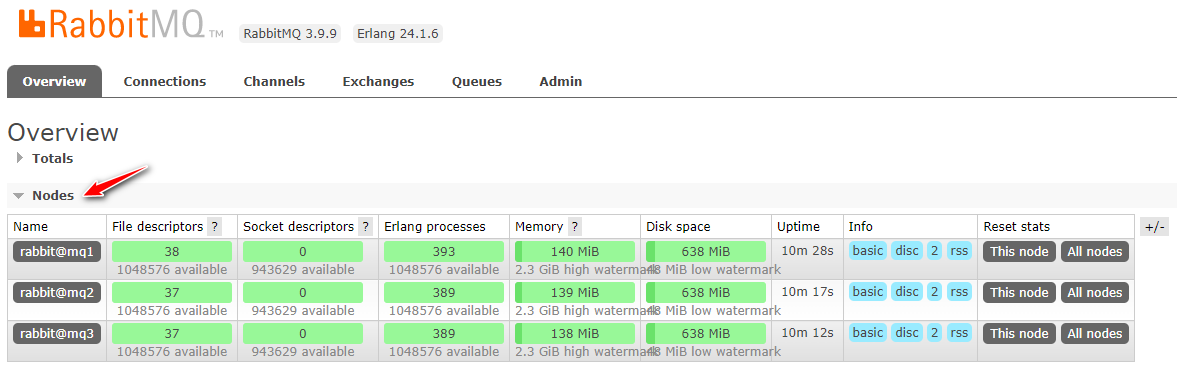 RabbitMQ TM RabbitMQ 3.9.9 Erlang 24.1.6
Overview Connections Channels Exchanges Queues Admin
Overview
Totals
Nodes
Name File descriptors ? Socket descriptors ? Erlang processes Memory ? Disk space Uptime Info Reset stats +/-
rabbit@mq1 38 0 393 140 MiB 638 MiB 10m 28s basic disc 2 rss This node All nodes
1048576 available 943629 available 1048576 available 2.3 GiB high watermark 48 MiB low watermark
rabbit@mq2 37 0 389 139 MiB 638 MiB 10m 17s basic disc 2 rss This node All nodes
1048576 available 943629 available 1048576 available 2.3 GiB high watermark 48 MiB low watermark
rabbit@mq3 37 0 389 138 MiB 638 MiB 10m 12s basic disc 2 rss This node All nodes
1048576 available 943629 available 1048576 available 2.3 GiB high watermark 48 MiB low watermark